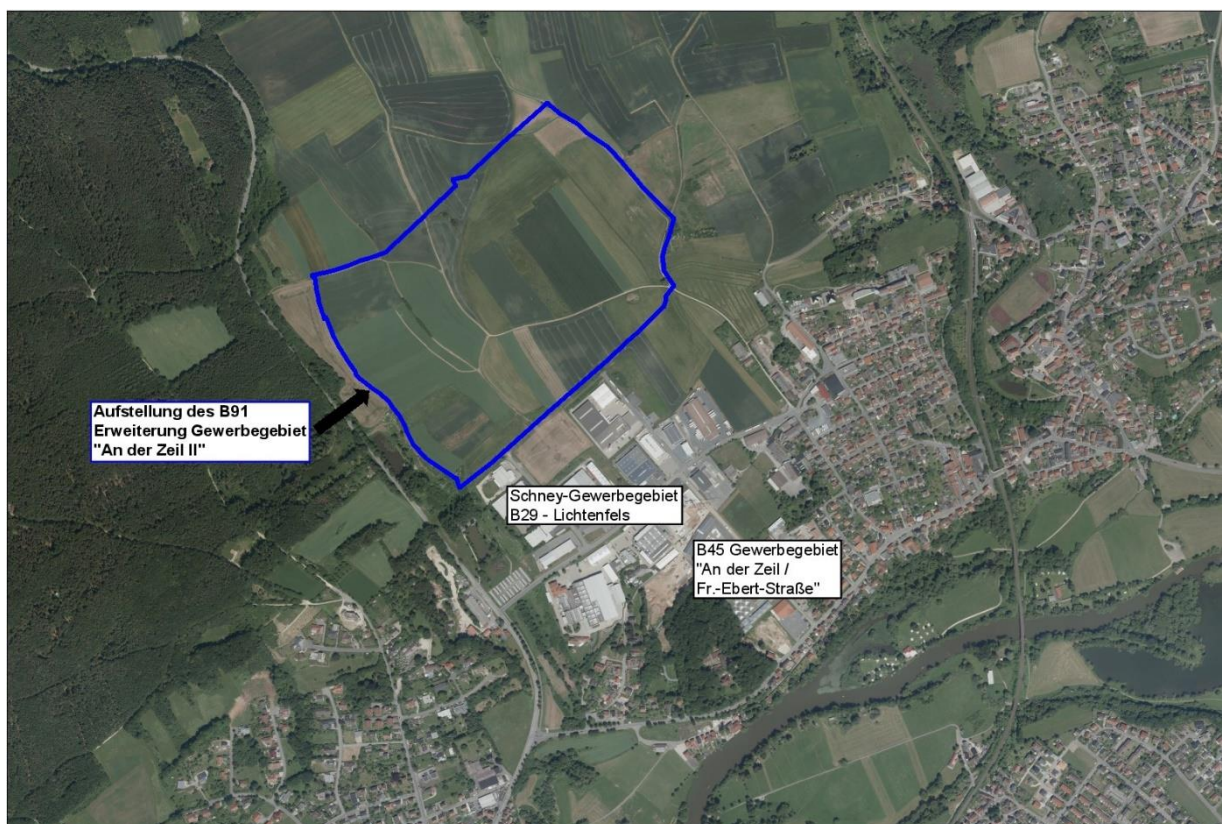 Aufstellung des B91
Erweiterung Gewerbegebiet
"An der Zeil II"
Schney-Gewerbegebiet
B29 - Lichtenfels
B45 Gewerbegebiet
"An der Zeil /
Fr.-Ebert-Straße"